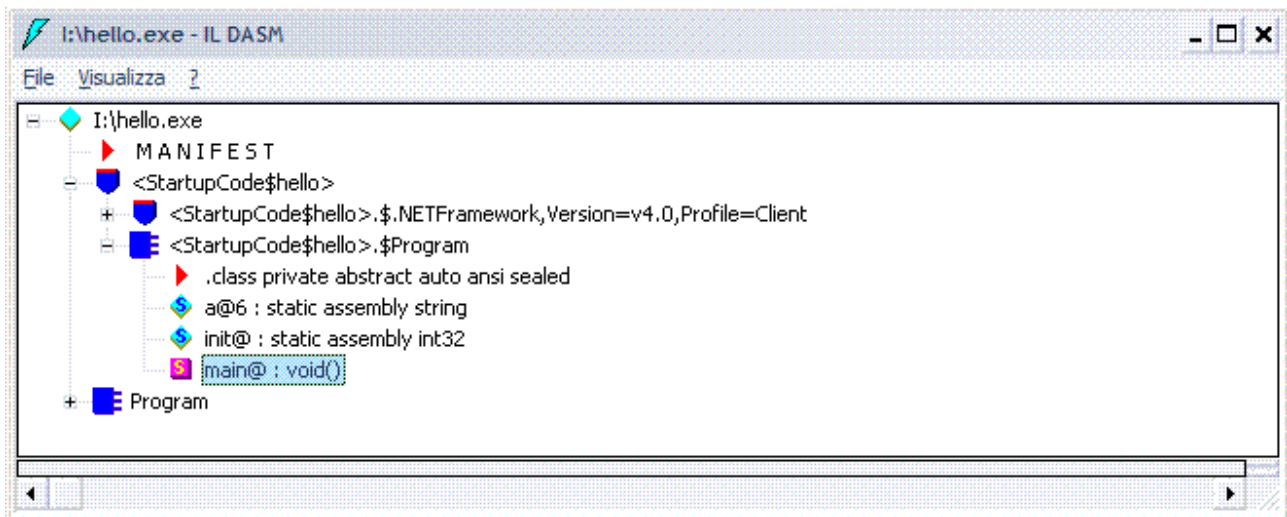 I:\hello.exe - IL DASM
File Visualizza ?
I:\hello.exe
M A N I F E S T
<StartupCode$hello>
<StartupCode$hello>.$.NETFramework,Version=v4.0,Profile=Client
<StartupCode$hello>.$Program
.class private abstract auto ansi sealed
a@6 : static assembly string
init@ : static assembly int32
main@ : void()
Program